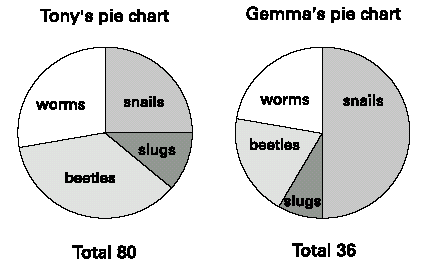 Tony's pie chart
worms
snails
slugs
beetles
Total 80
Gemma's pie chart
worms
snails
beetles
slugs
Total 36